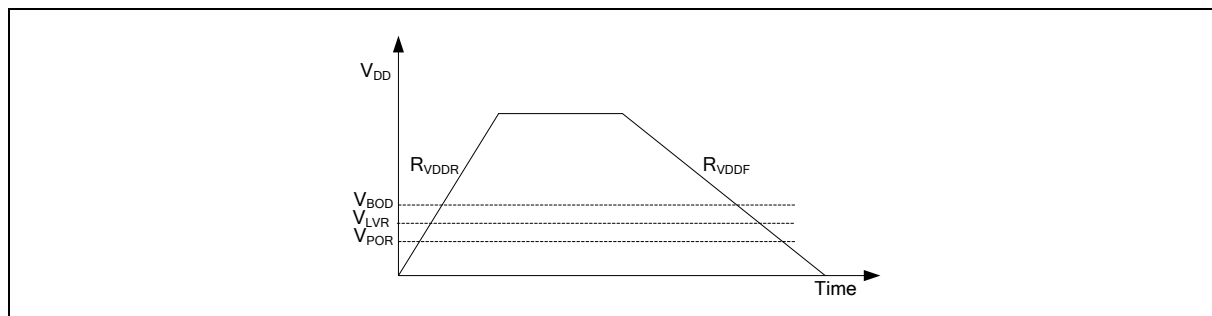 VDD
RVDDR
RVDDF
VBOD
VLVR
VPOR
Time